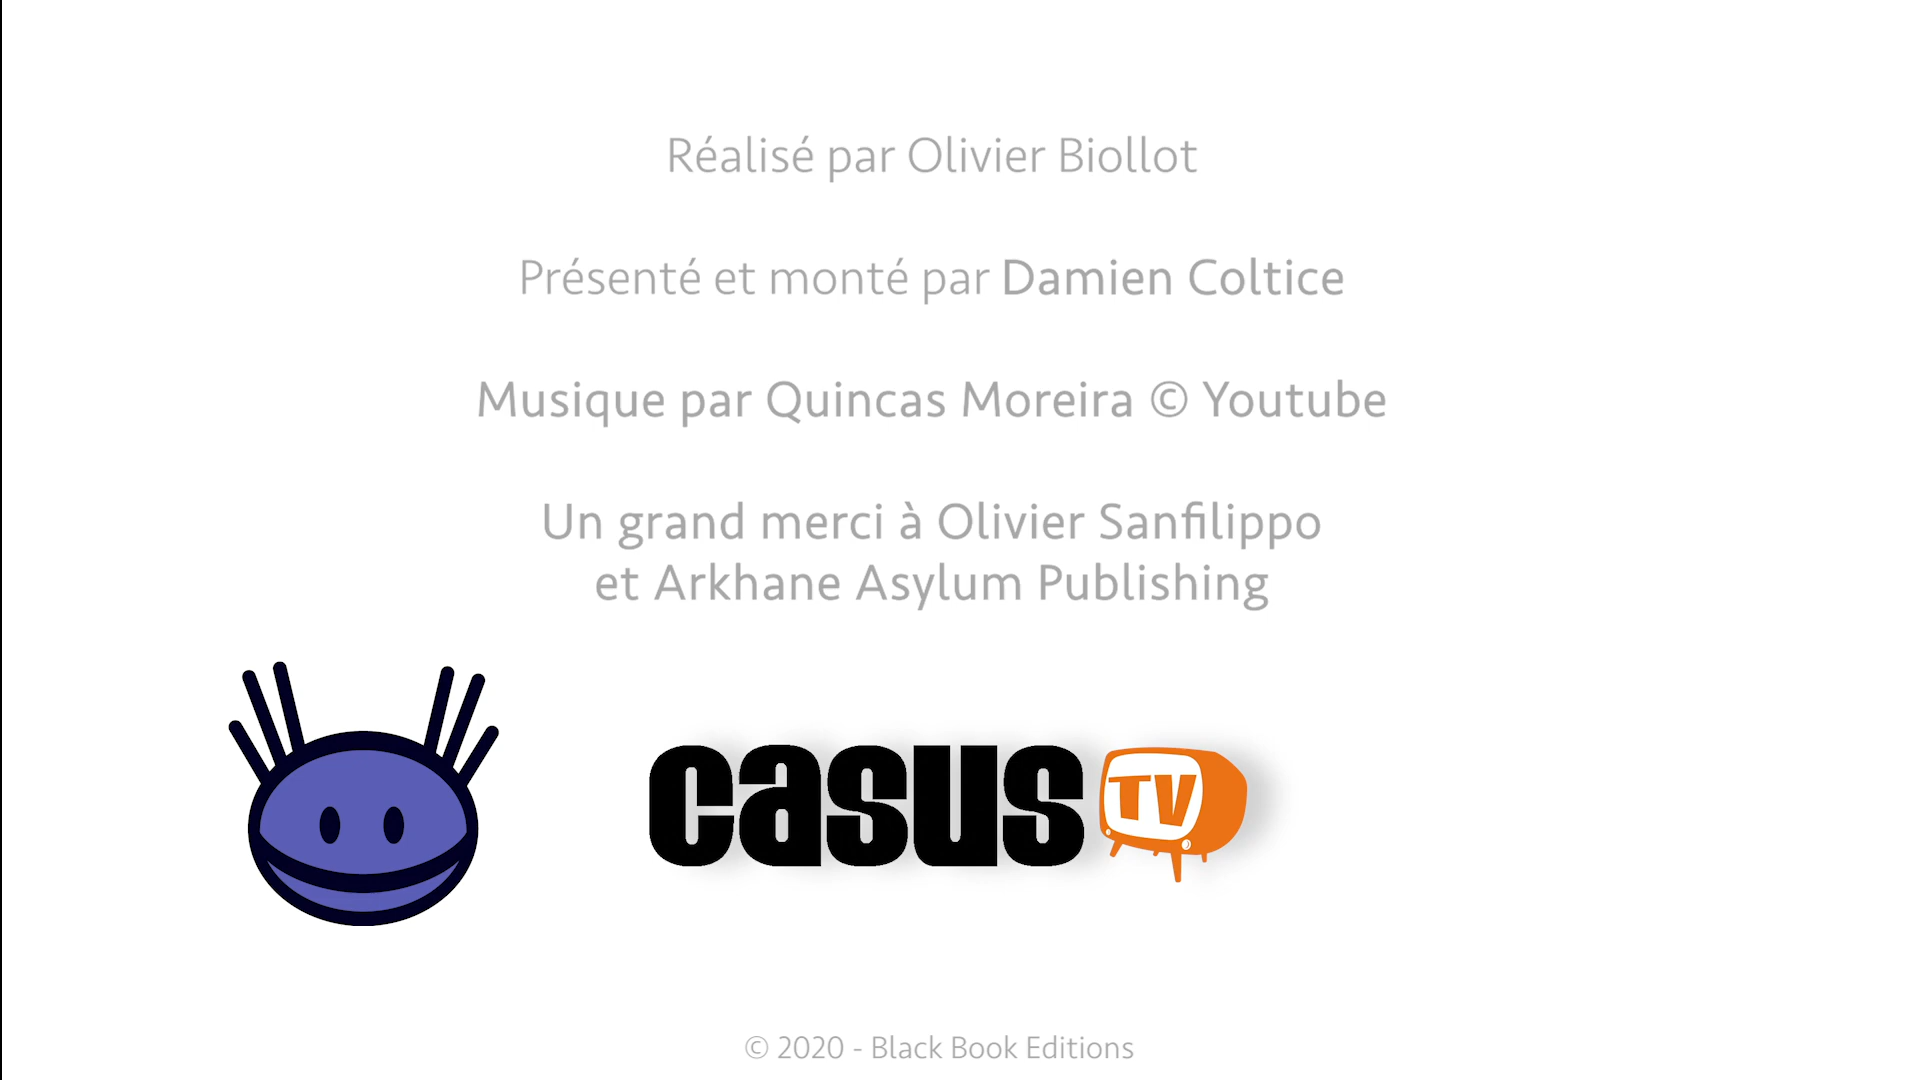 Réalisé par Olivier Biollot
Présenté et monté par Damien Coltice
Musique par Quincas Moreira © Youtube
Un grand merci à Olivier Sanfilippo
et Arkhane Asylum Publishing
casus TV
© 2020 - Black Book Editions